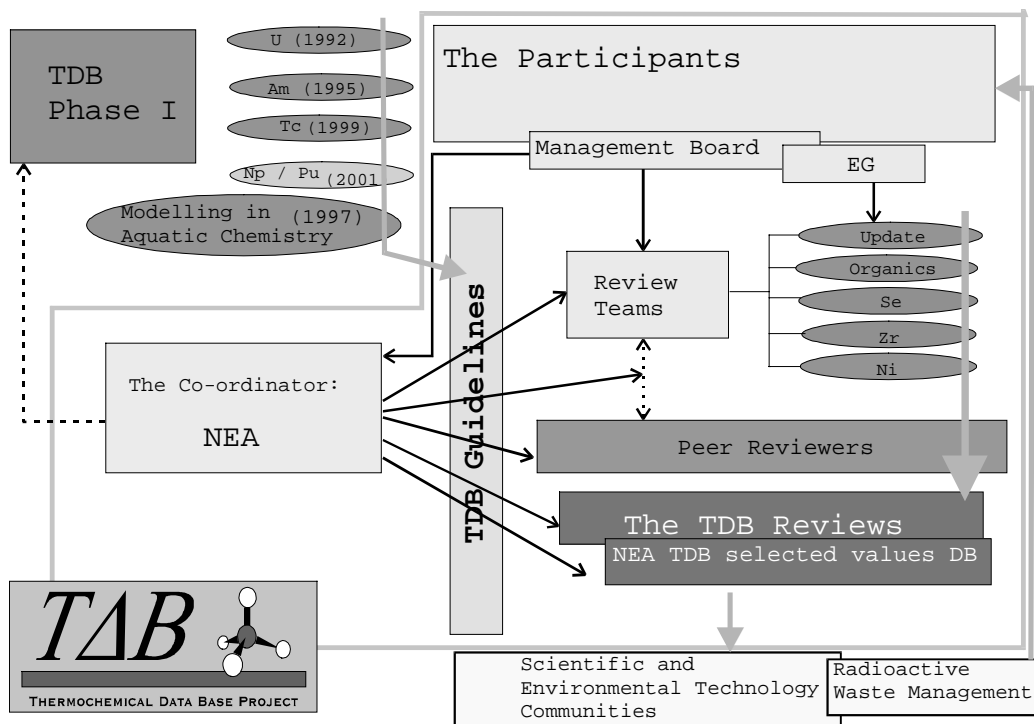 TDB
Phase I
U (1992)
Am (1995)
Tc (1999)
Np / Pu (2001
Modelling in (1997)
Aquatic Chemistry
The Participants
Management Board
EG
Review
Teams
Update
Organics
Se
Zr
Ni
The Co-ordinator:
NEA
TDB Guidelines
Peer Reviewers
The TDB Reviews
NEA TDB selected values DB
TΔB
THERMOCHEMICAL DATA BASE PROJECT
Scientific and
Environmental Technology
Communities
Radioactive
Waste Management